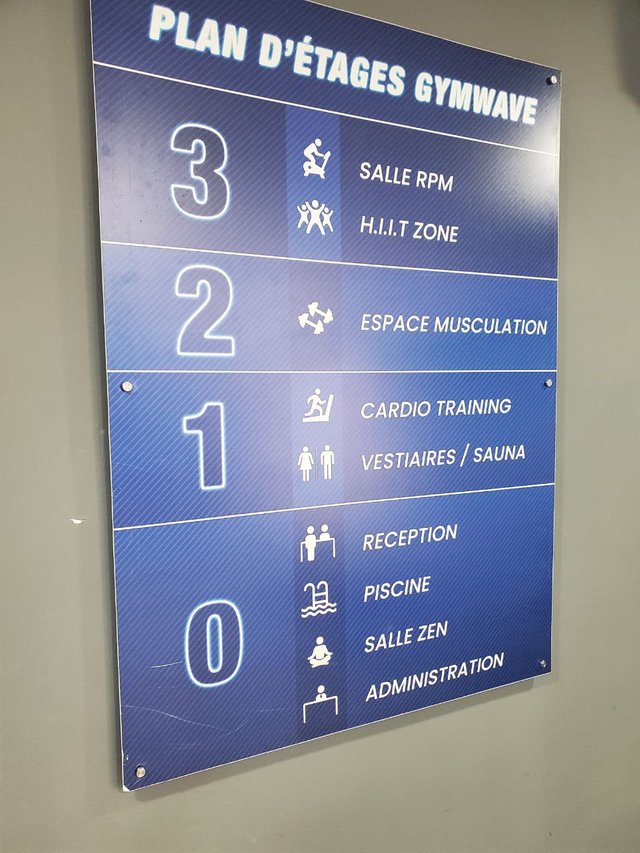 PLAN D'ÉTAGES GYMWAVE
3
SALLE RPM
H.I.I.T ZONE
2
ESPACE MUSCULATION
1
CARDIO TRAINING
VESTIAIRES / SAUNA
0
RECEPTION
PISCINE
SALLE ZEN
ADMINISTRATION